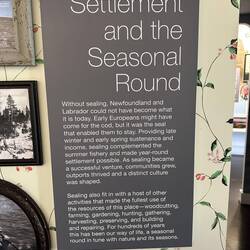 Settlement
and the
Seasonal
Round
Without sealing, Newfoundland and
Labrador could not have become what
it is today. Early Europeans might have
come for the cod, but it was the seal
that enabled them to stay. Providing late
winter and early spring sustenance and
income, sealing complemented the
summer fishery and made year-round
settlement possible. As sealing became
a successful venture, communities grew,
outports thrived and a distinct culture
was shaped.
Sealing also fit in with a host of other
activities that made the fullest use of
the resources of this place—woodcutting,
farming, gardening, hunting, gathering,
harvesting, preserving, and building
and repairing. For hundreds of years
this has been our way of life, a seasonal
round in tune with nature and its seasons.